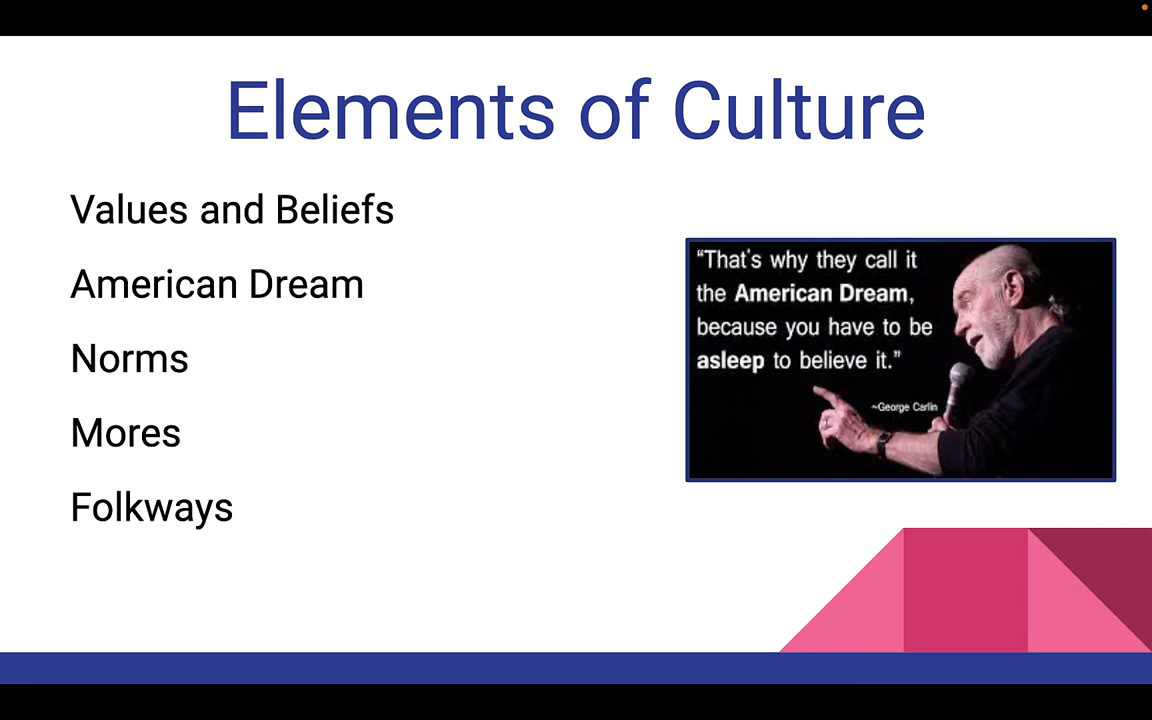 Elements of Culture
Values and Beliefs
American Dream
Norms
Mores
Folkways
“That's why they call it
the American Dream,
because you have to be
asleep to believe it.”
~George Carlin